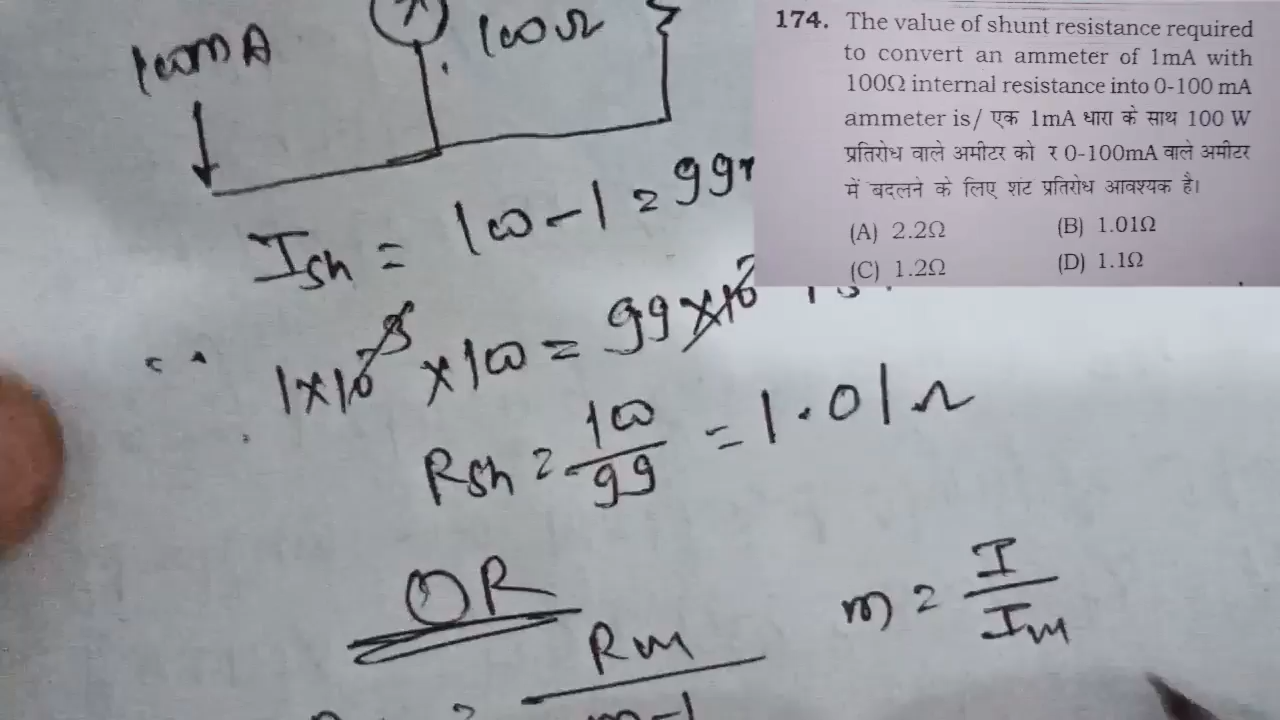 174. The value of shunt resistance required
to convert an ammeter of 1mA with
100Ω internal resistance into 0-100 mA
ammeter is/ एक 1mA धारा के साथ 100 W
प्रतिरोध वाले अमीटर को र 0-100mA वाले अमीटर
में बदलने के लिए शंट प्रतिरोध आवश्यक है।
(A) 2.2Ω (B) 1.01Ω
(C) 1.2Ω (D) 1.1Ω
100mA 100Ω
Ish = 100-1=99
1×10⁻³ ×100 = 99×10
Rsh = 100/99 = 1.01Ω
OR
m = I/Im
Rm/m-1